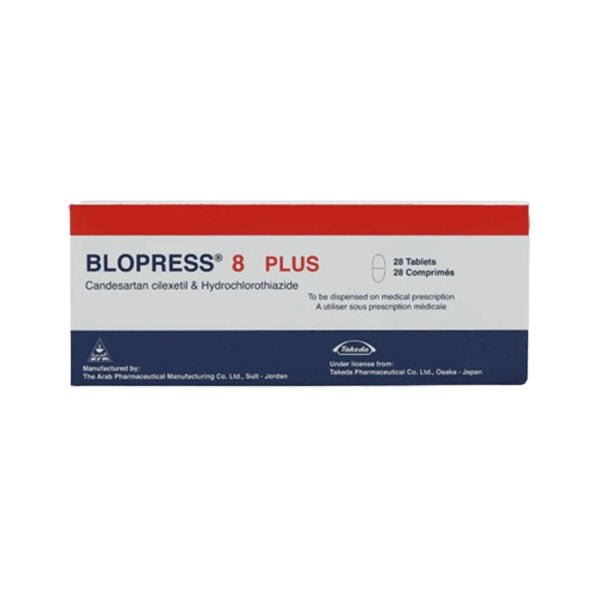 BLOPRESS® 8 PLUS
Candesartan cilexetil & Hydrochlorothiazide
28 Tablets
28 Comprimés
To be dispensed on medical prescription
A utiliser sous prescription médicale
APM
Manufactured by:
The Arab Pharmaceutical Manufacturing Co. Ltd., Sult - Jordan
Takeda
Under license from:
Takeda Pharmaceutical Co. Ltd., Osaka - Japan